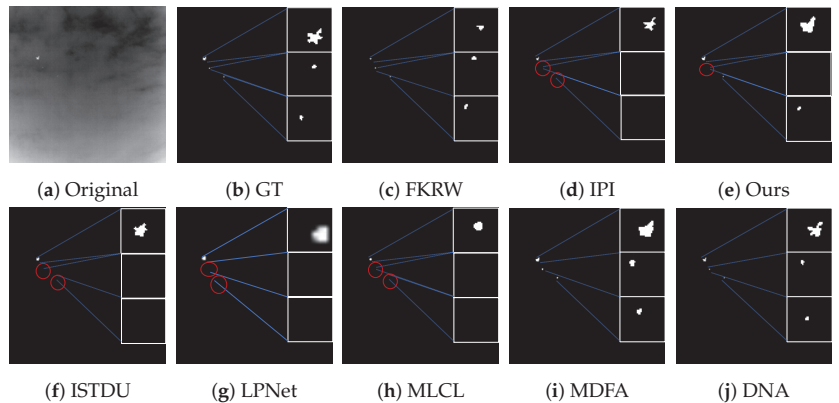 (a) Original
(b) GT
(c) FKRW
(d) IPI
(e) Ours
(f) ISTDU
(g) LPNet
(h) MLCL
(i) MDFA
(j) DNA